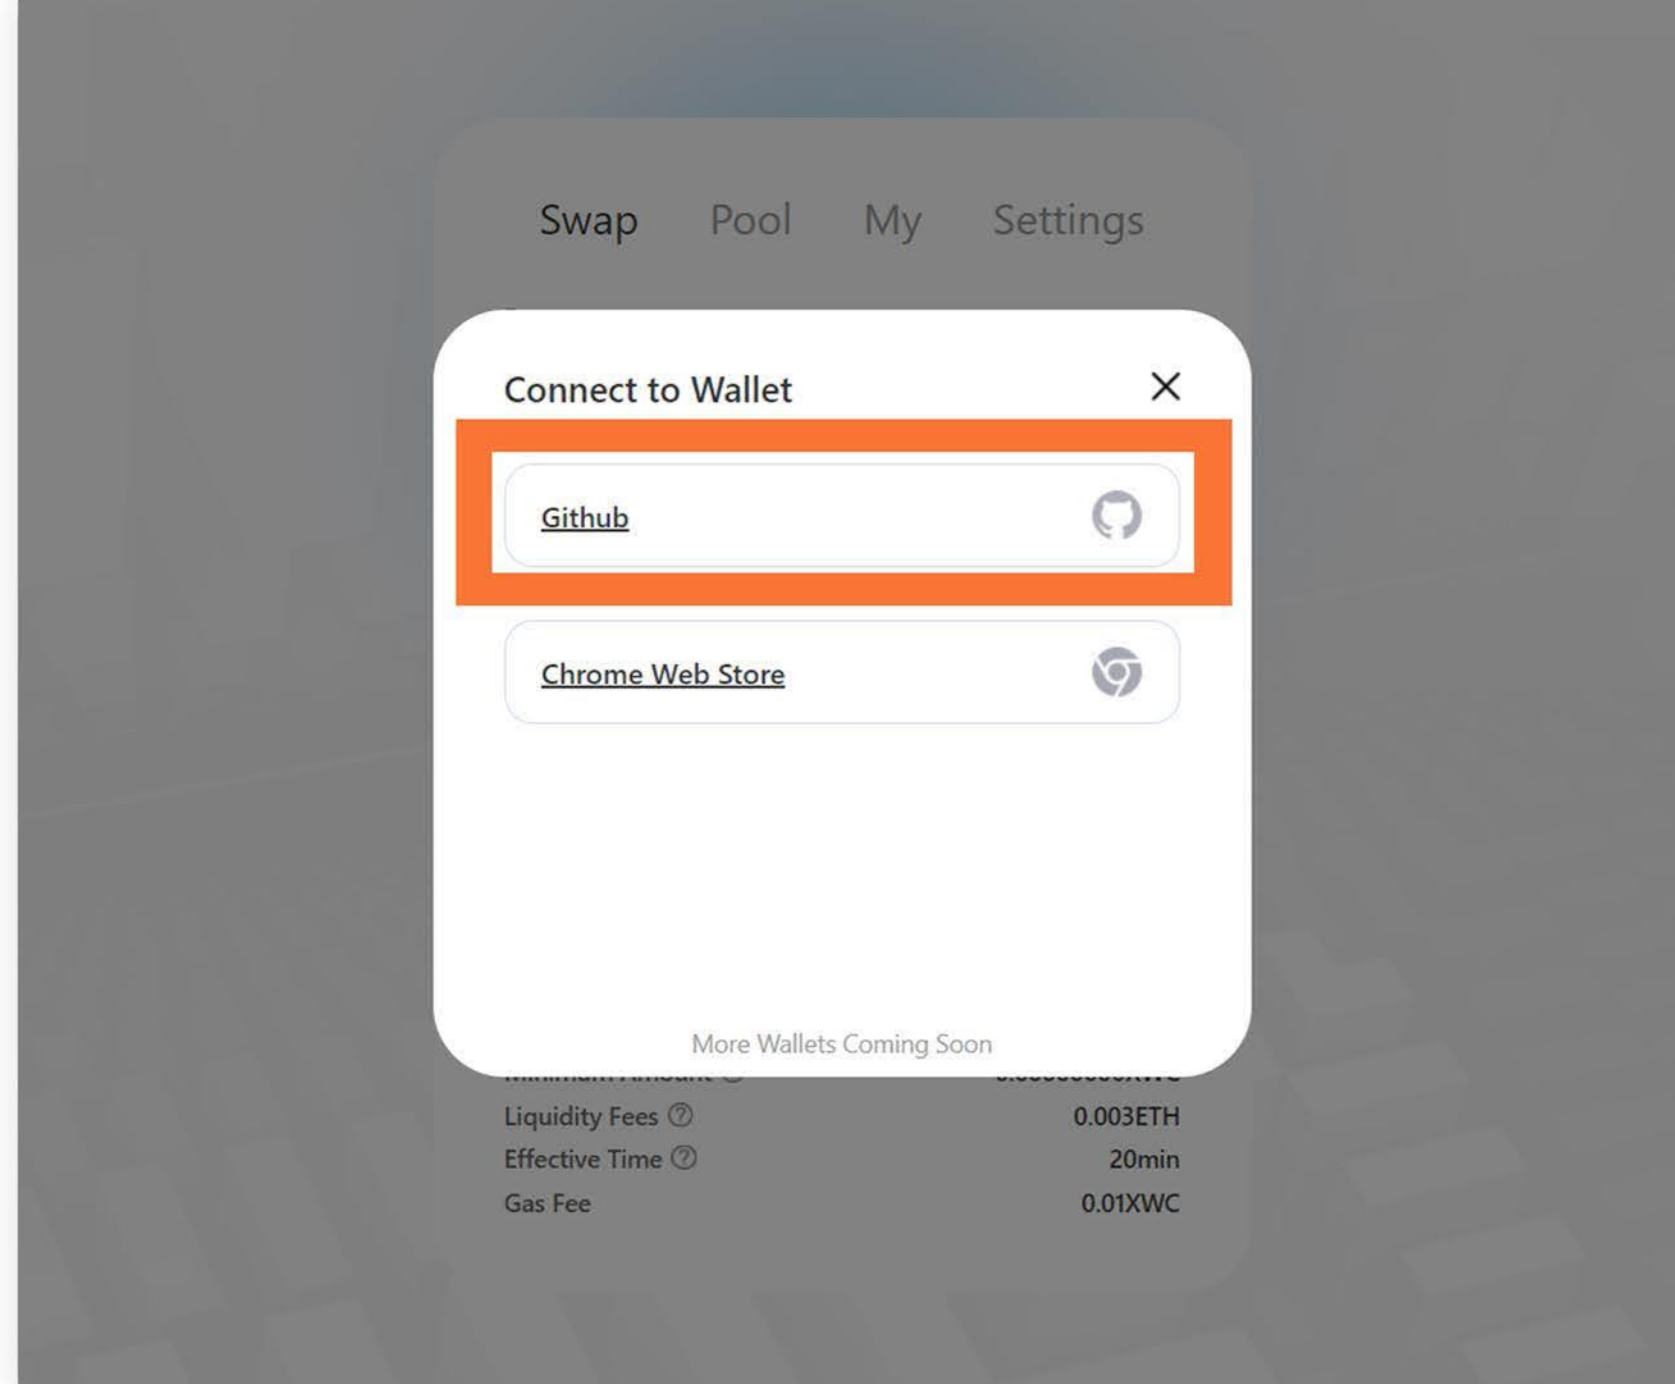 Swap Pool My Settings
Connect to Wallet
Github
Chrome Web Store
More Wallets Coming Soon
Liquidity Fees ? 0.003ETH
Effective Time ? 20min
Gas Fee 0.01XWC